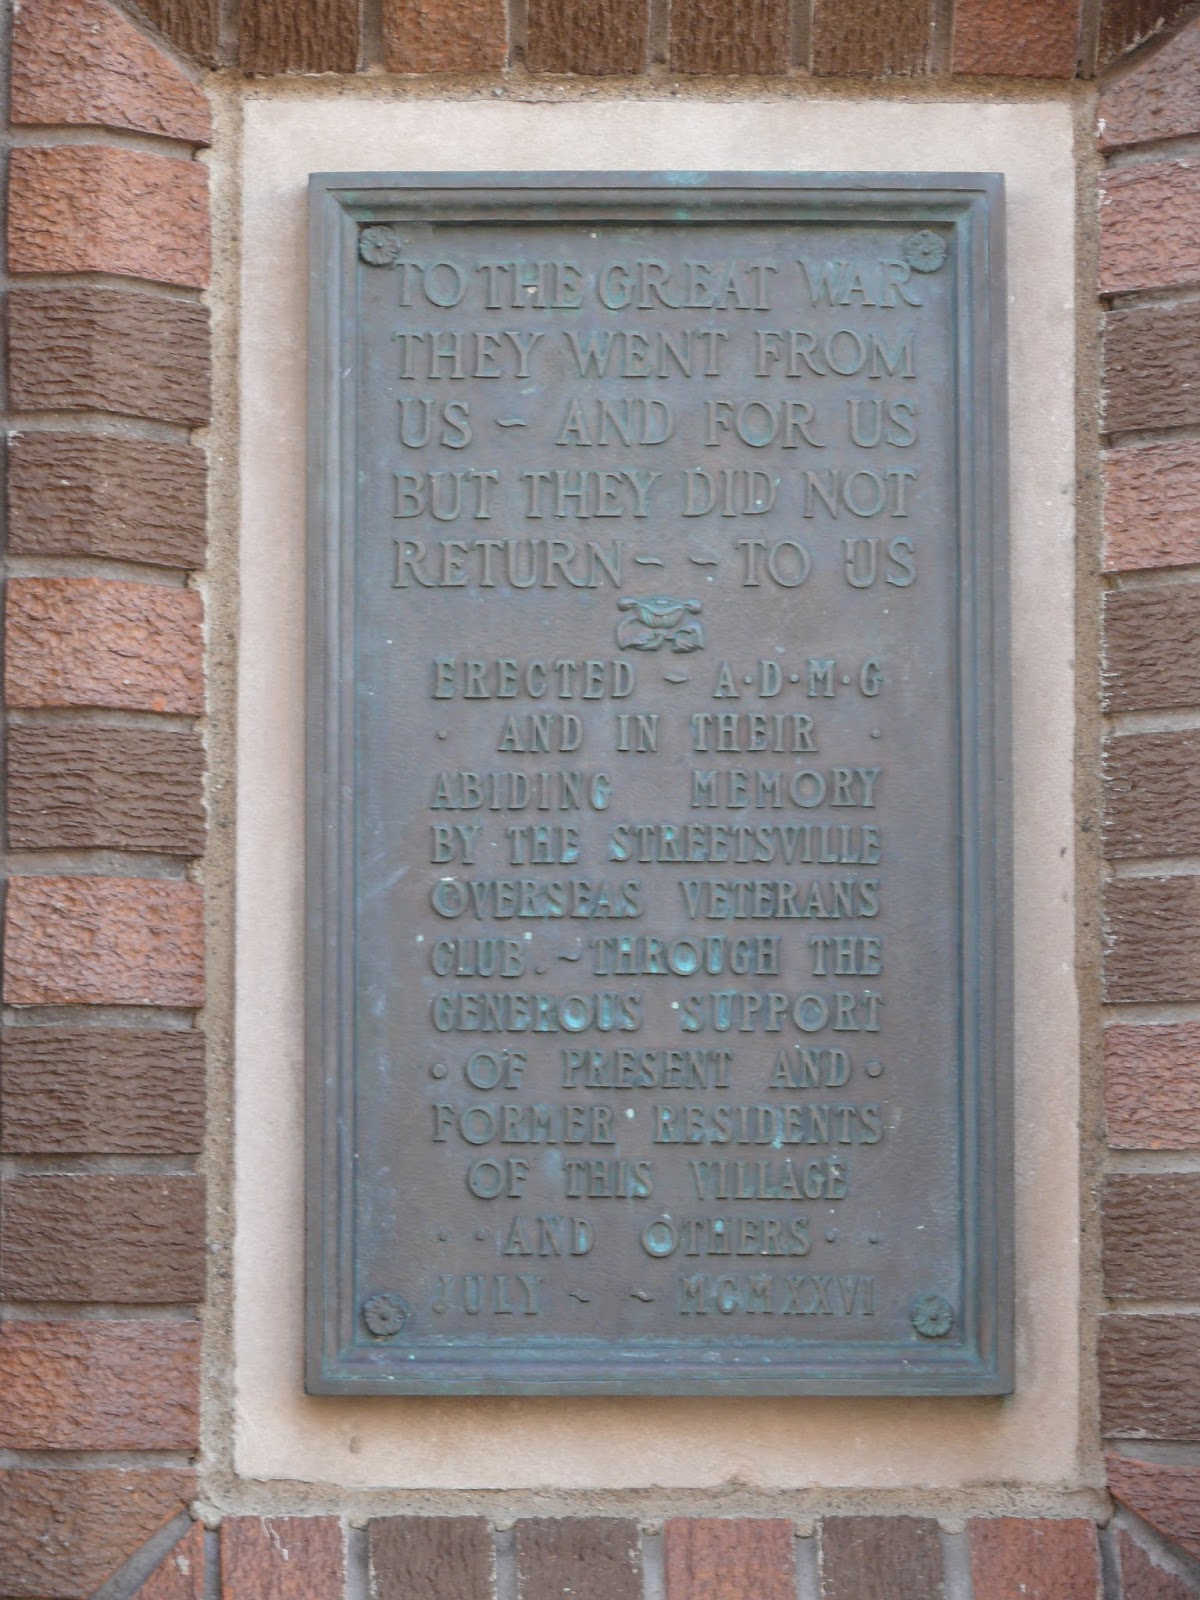 TO THE GREAT WAR
THEY WENT FROM
US ~ AND FOR US
BUT THEY DID NOT
RETURN ~ ~ TO US
ERECTED ~ A·D·M·G
· AND IN THEIR ·
ABIDING MEMORY
BY THE STREETSVILLE
OVERSEAS VETERANS
CLUB. ~ THROUGH THE
GENEROUS SUPPORT
· OF PRESENT AND ·
FORMER RESIDENTS
OF THIS VILLAGE
· · AND OTHERS · ·
JULY ~ ~ MCMXXVI